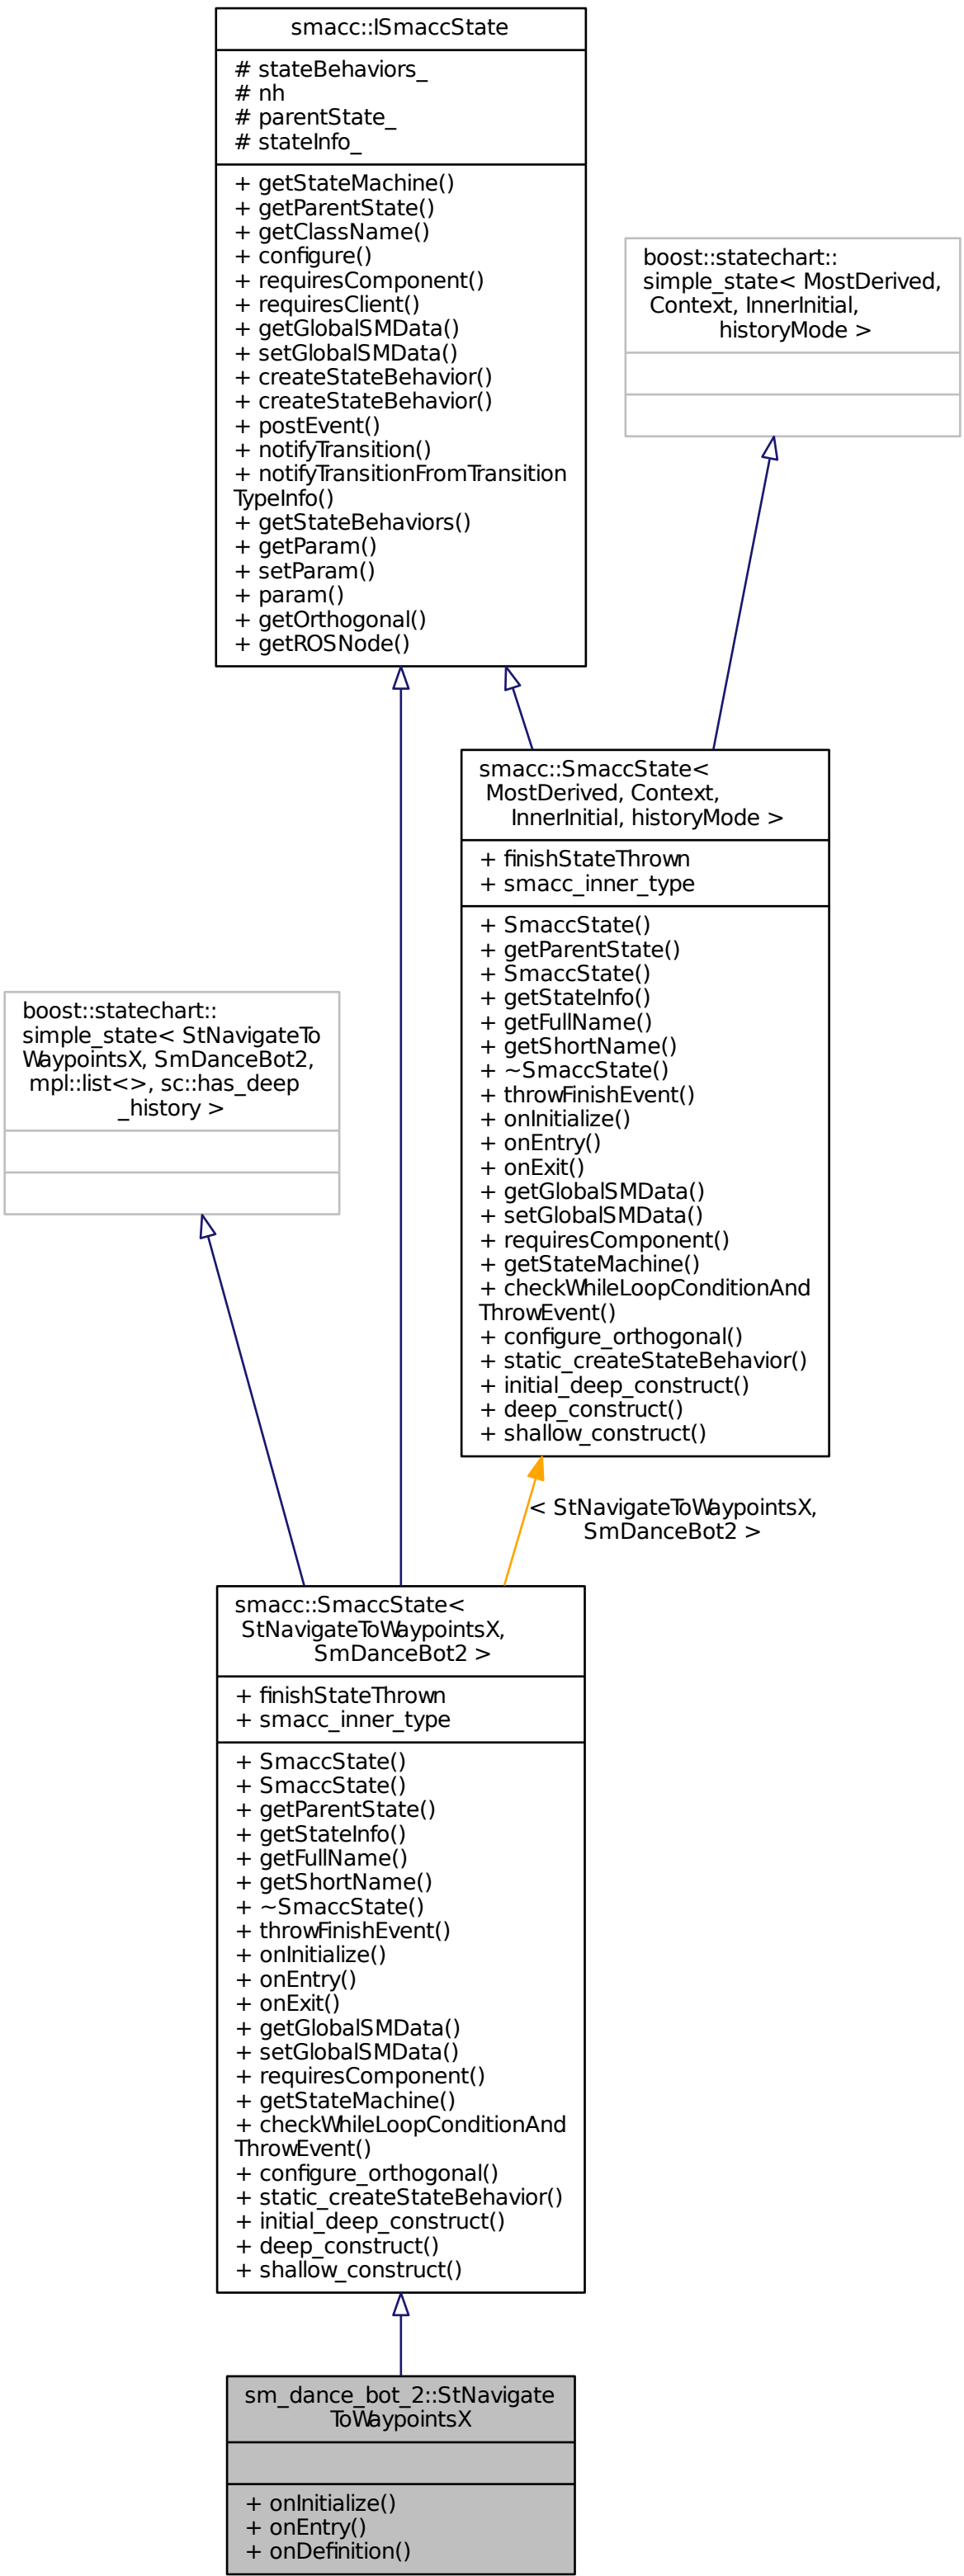 smacc::ISmaccState
# stateBehaviors_
# nh
# parentState_
# stateInfo_
+ getStateMachine()
+ getParentState()
+ getClassName()
+ configure()
+ requiresComponent()
+ requiresClient()
+ getGlobalSMData()
+ setGlobalSMData()
+ createStateBehavior()
+ createStateBehavior()
+ postEvent()
+ notifyTransition()
+ notifyTransitionFromTransition
TypeInfo()
+ getStateBehaviors()
+ getParam()
+ setParam()
+ param()
+ getOrthogonal()
+ getROSNode()
boost::statechart::
simple_state< MostDerived,
Context, InnerInitial,
historyMode >
smacc::SmaccState<
MostDerived, Context,
InnerInitial, historyMode >
+ finishStateThrown
+ smacc_inner_type
+ SmaccState()
+ getParentState()
+ SmaccState()
+ getStateInfo()
+ getFullName()
+ getShortName()
+ ~SmaccState()
+ throwFinishEvent()
+ onInitialize()
+ onEntry()
+ onExit()
+ getGlobalSMData()
+ setGlobalSMData()
+ requiresComponent()
+ getStateMachine()
+ checkWhileLoopConditionAnd
ThrowEvent()
+ configure_orthogonal()
+ static_createStateBehavior()
+ initial_deep_construct()
+ deep_construct()
+ shallow_construct()
boost::statechart::
simple_state< StNavigateTo
WaypointsX, SmDanceBot2,
mpl::list<>, sc::has_deep
_history >
< StNavigateToWaypointsX,
SmDanceBot2 >
smacc::SmaccState<
StNavigateToWaypointsX,
SmDanceBot2 >
+ finishStateThrown
+ smacc_inner_type
+ SmaccState()
+ SmaccState()
+ getParentState()
+ getStateInfo()
+ getFullName()
+ getShortName()
+ ~SmaccState()
+ throwFinishEvent()
+ onInitialize()
+ onEntry()
+ onExit()
+ getGlobalSMData()
+ setGlobalSMData()
+ requiresComponent()
+ getStateMachine()
+ checkWhileLoopConditionAnd
ThrowEvent()
+ configure_orthogonal()
+ static_createStateBehavior()
+ initial_deep_construct()
+ deep_construct()
+ shallow_construct()
sm_dance_bot_2::StNavigate
ToWaypointsX
+ onInitialize()
+ onEntry()
+ onDefinition()